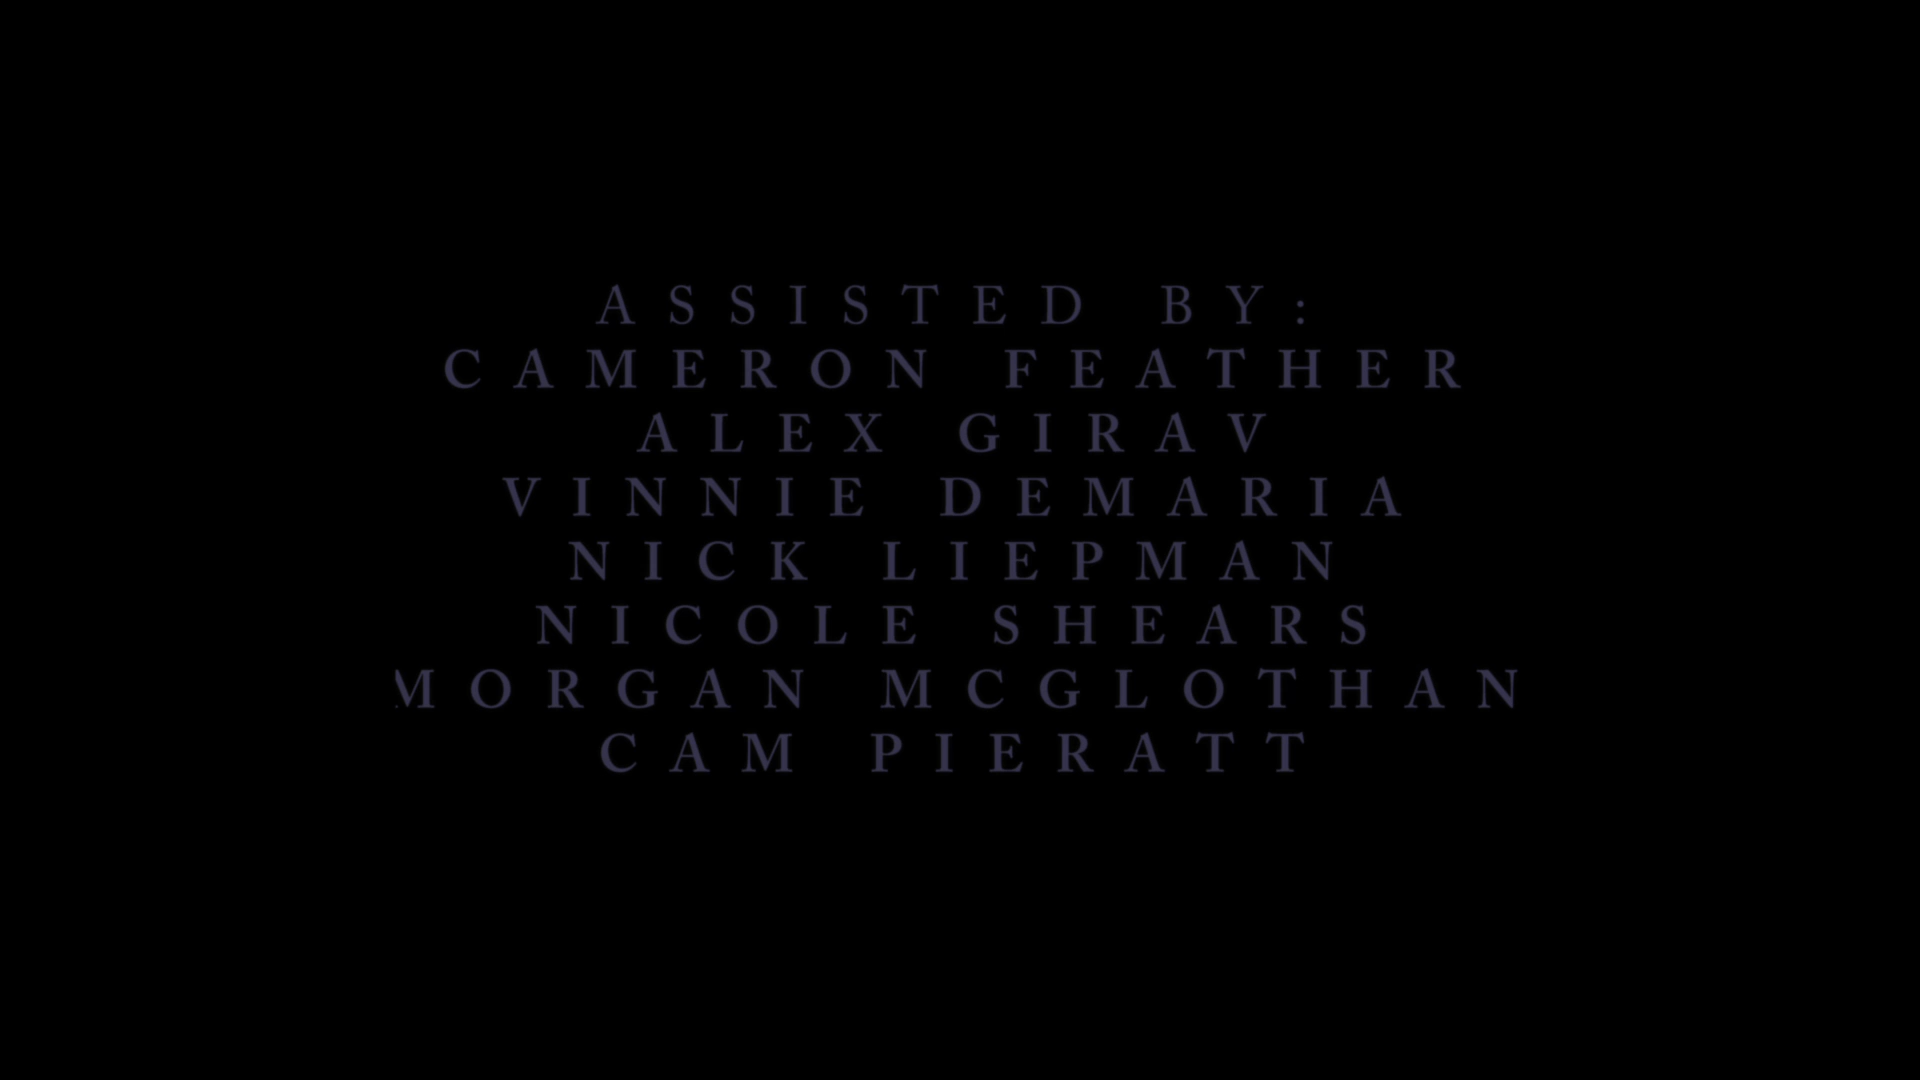 ASSISTED BY:
CAMERON FEATHER
ALEX GIRAV
VINNIE DEMARIA
NICK LIEPMAN
NICOLE SHEARS
MORGAN MCGLOTHAN
CAM PIERATT